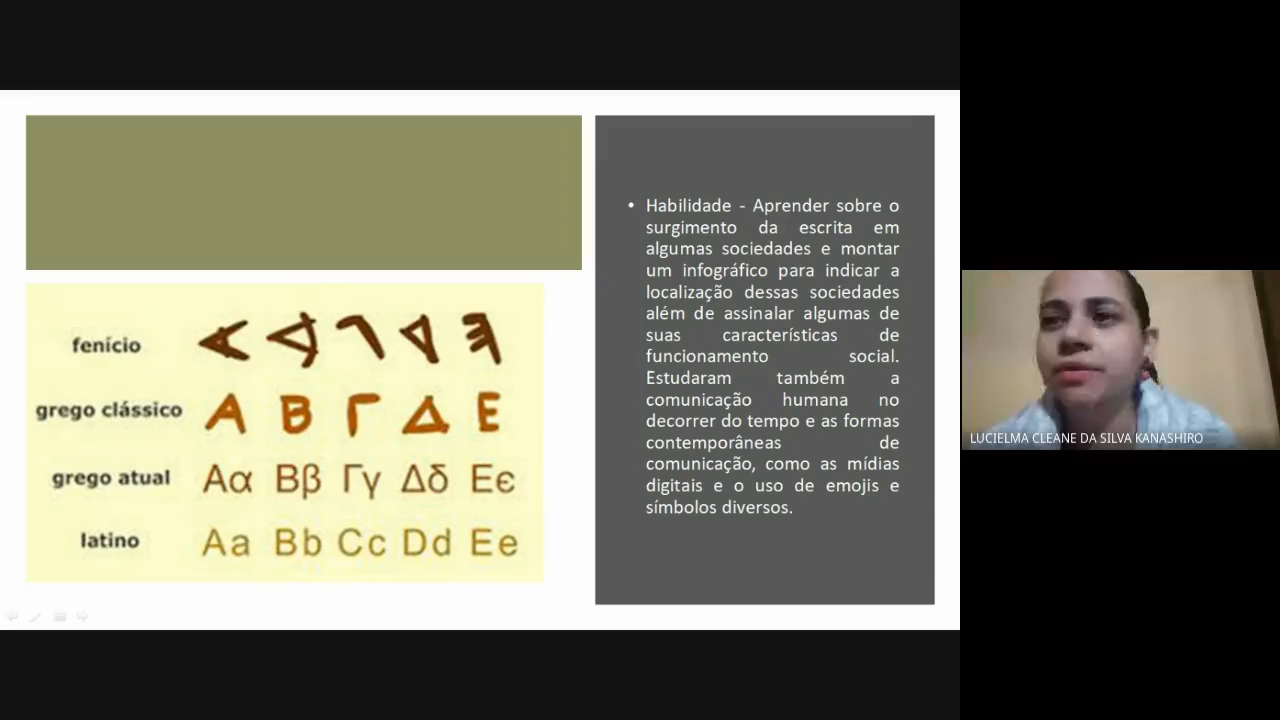 fenício
grego clássico Α Β Γ Δ Ε
grego atual Αα Ββ Γγ Δδ Εϵ
latino Aa Bb Cc Dd Ee
• Habilidade - Aprender sobre o
surgimento da escrita em
algumas sociedades e montar
um infográfico para indicar a
localização dessas sociedades
além de assinalar algumas de
suas características de
funcionamento social.
Estudaram também a
comunicação humana no
decorrer do tempo e as formas
contemporâneas de
comunicação, como as mídias
digitais e o uso de emojis e
símbolos diversos.
LUCIELMA CLEANE DA SILVA KANASHIRO